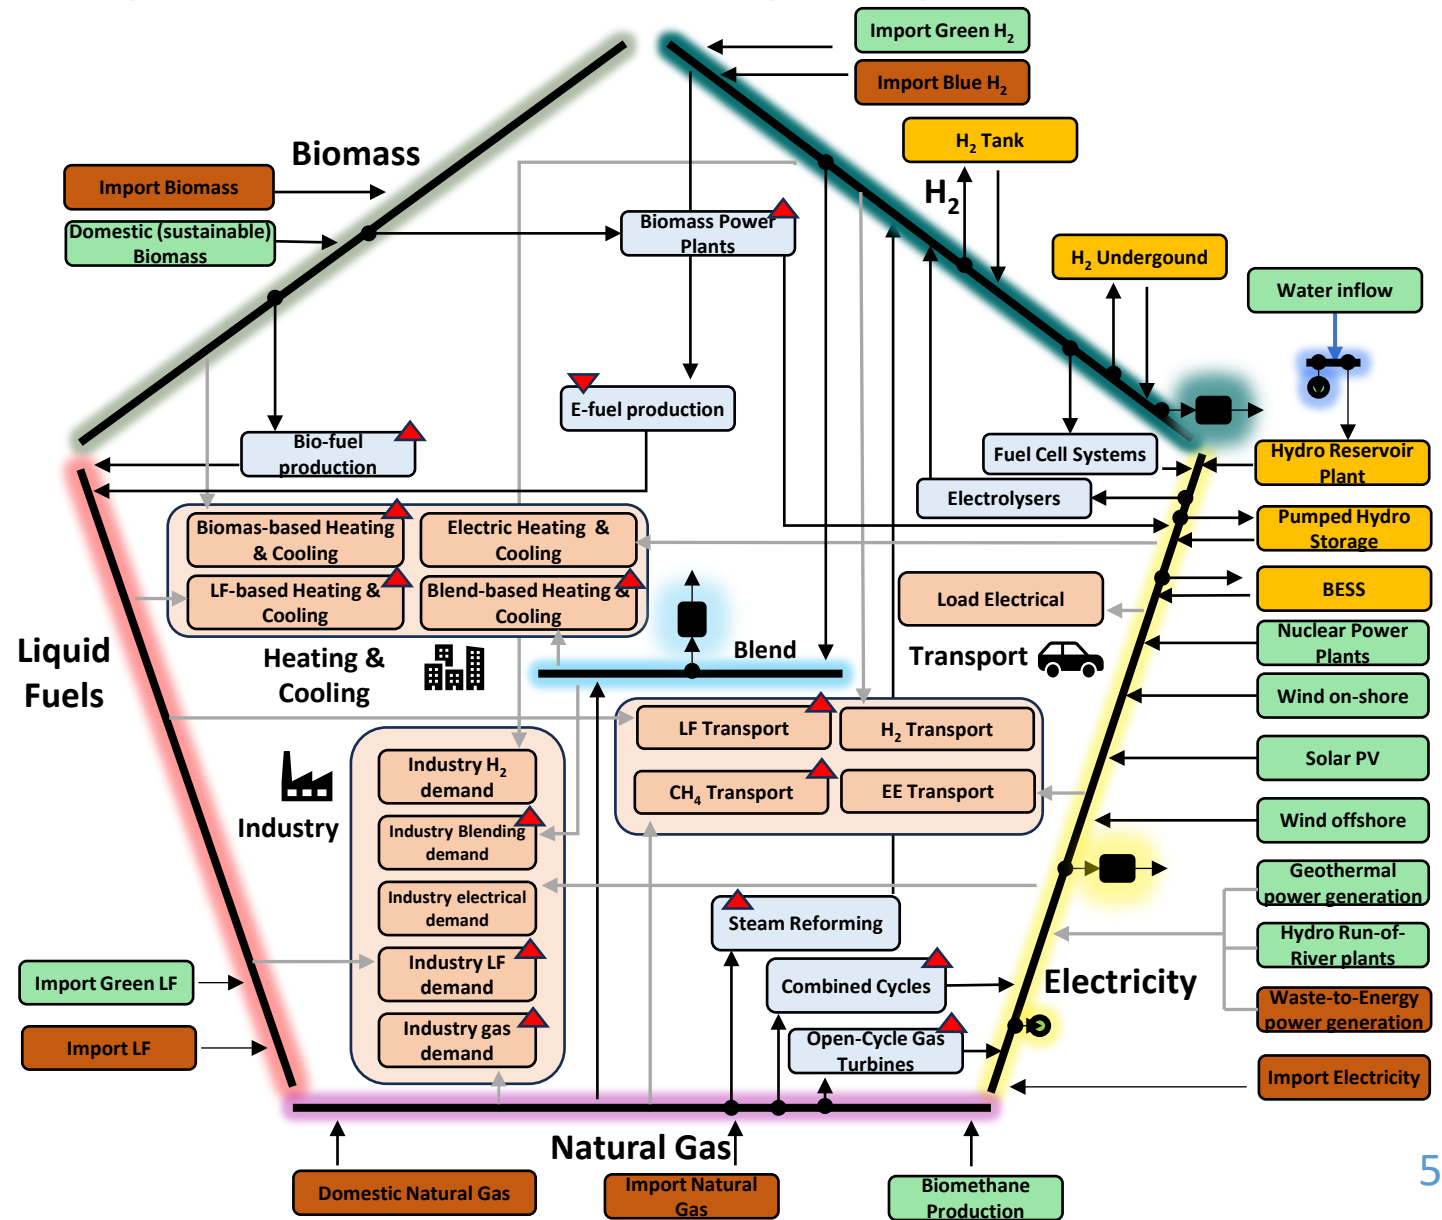 Import Green H2
Import Blue H2
H2 Tank
Biomass
H2
Import Biomass
Domestic (sustainable)
Biomass
Biomass Power
Plants
H2 Undergound
Water inflow
E-fuel production
Bio-fuel
production
Fuel Cell Systems
Hydro Reservoir
Plant
Electrolysers
Biomas-based Heating
& Cooling
Electric Heating &
Cooling
Pumped Hydro
Storage
LF-based Heating &
Cooling
Blend-based Heating &
Cooling
BESS
Load Electrical
Liquid
Fuels
Heating &
Cooling
Blend
Transport
Nuclear Power
Plants
Wind on-shore
LF Transport
H2 Transport
Solar PV
Industry H2
demand
CH4 Transport
EE Transport
Industry
Industry Blending
demand
Wind offshore
Industry electrical
demand
Geothermal
power generation
Steam Reforming
Hydro Run-of-
River plants
Industry LF
demand
Combined Cycles
Electricity
Import Green LF
Waste-to-Energy
power generation
Industry gas
demand
Open-Cycle Gas
Turbines
Import LF
Import Electricity
Natural Gas
Domestic Natural Gas
Import Natural
Gas
Biomethane
Production
5